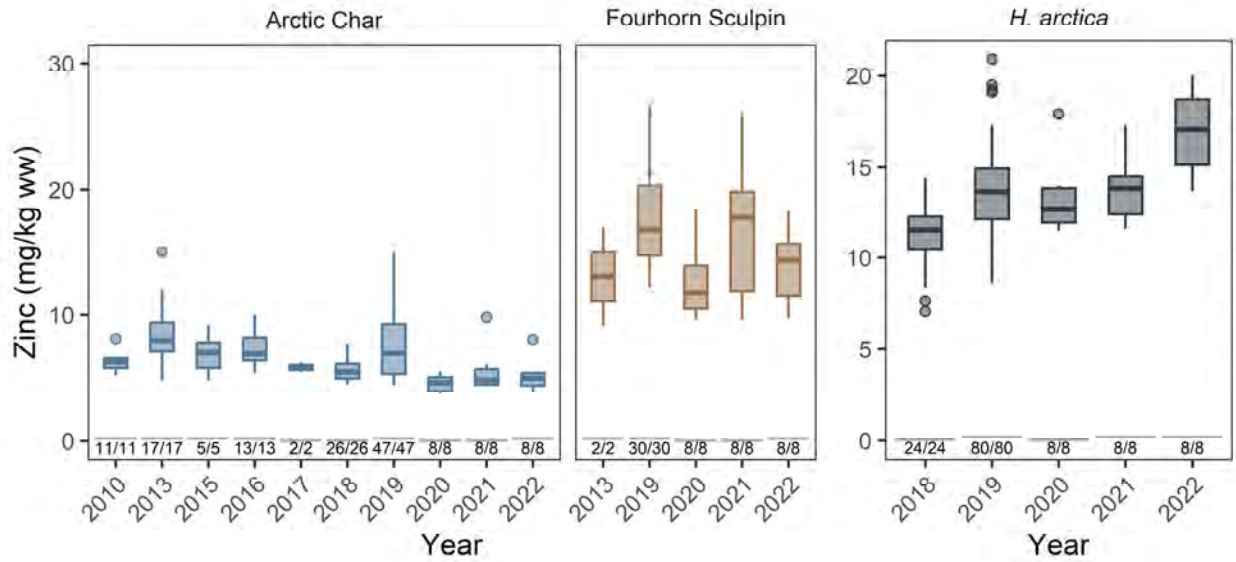 Arctic Char
Fourhorn Sculpin
H. arctica
Zinc (mg/kg ww)
30
20
10
0
11/11 17/17 5/5 13/13 2/2 26/26 47/47 8/8 8/8 8/8
2010 2013 2015 2016 2017 2018 2019 2020 2021 2022
2/2 30/30 8/8 8/8 8/8
2013 2019 2020 2021 2022
Year
20
15
10
5
0
24/24 80/80 8/8 8/8 8/8
2018 2019 2020 2021 2022
Year